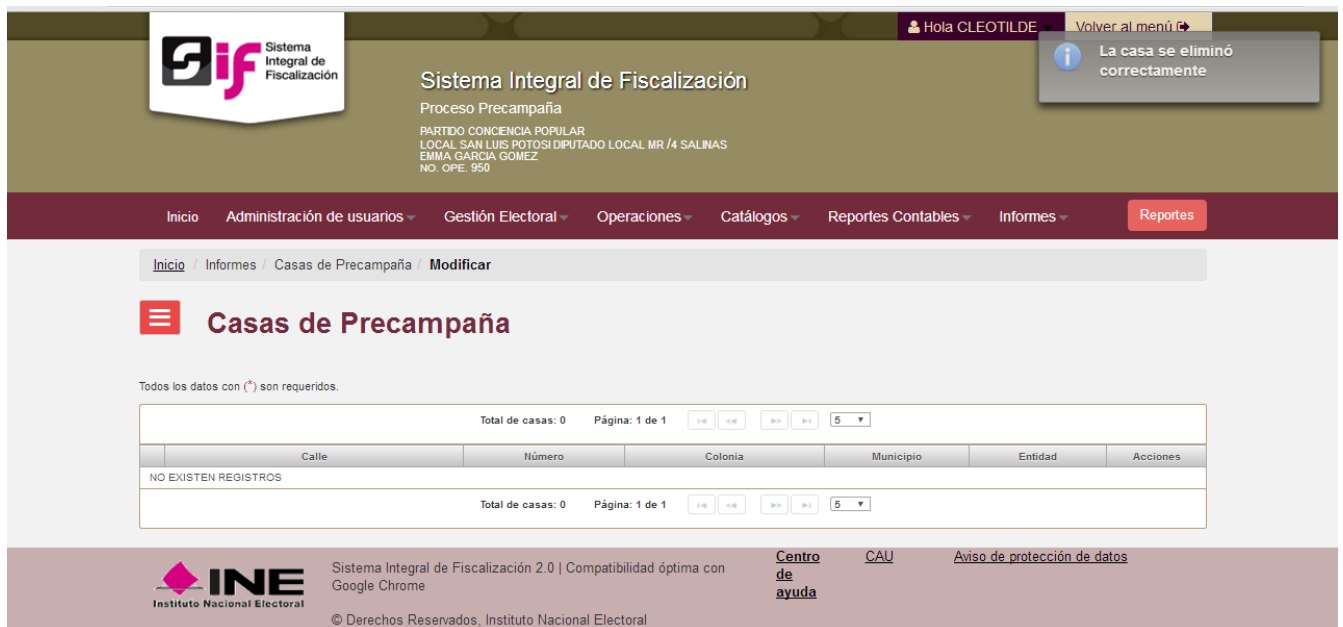 Hola CLEOTILDE
Volver al menú
La casa se eliminó
correctamente
Sif
Sistema
Integral de
Fiscalización
Sistema Integral de Fiscalización
Proceso Precampaña
PARTIDO CONCIENCIA POPULAR
LOCAL SAN LUIS POTOSI DIPUTADO LOCAL MR /4 SALINAS
EMMA GARCIA GOMEZ
NO. OPE. 950
Inicio Administración de usuarios Gestión Electoral Operaciones Catálogos Reportes Contables Informes Reportes
Inicio / Informes / Casas de Precampaña / Modificar
Casas de Precampaña
Todos los datos con (*) son requeridos.
Total de casas: 0 Página: 1 de 1 5
Calle Número Colonia Municipio Entidad Acciones
NO EXISTEN REGISTROS
Total de casas: 0 Página: 1 de 1 5
INE
Instituto Nacional Electoral
Sistema Integral de Fiscalización 2.0 | Compatibilidad óptima con
Google Chrome
© Derechos Reservados, Instituto Nacional Electoral
Centro
de
ayuda
CAU
Aviso de protección de datos